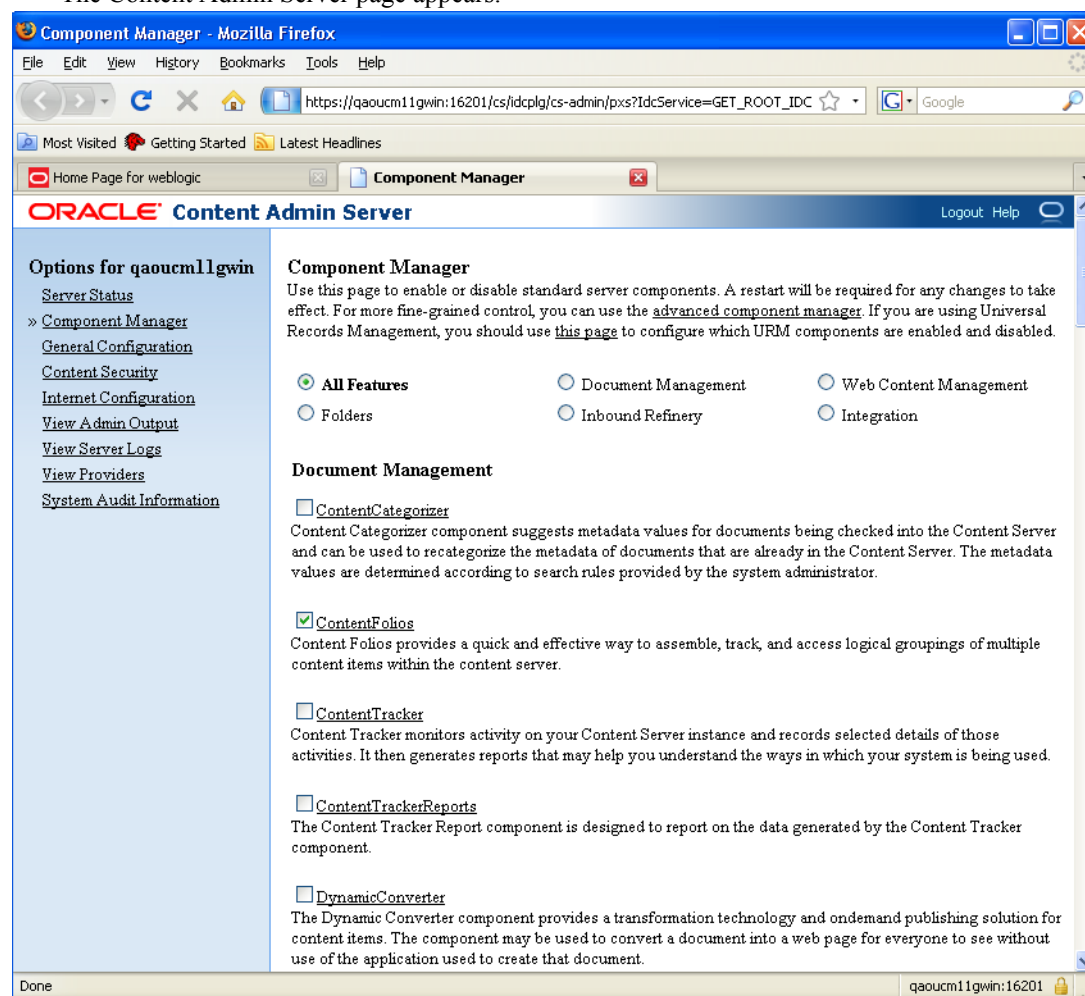 The Content Admin Server page appears.
Component Manager - Mozilla Firefox
File Edit View History Bookmarks Tools Help
https://qaoucm11gwin:16201/cs/idcplg/cs-admin/pxs?IdcService=GET_ROOT_IDC
G Google
Most Visited Getting Started Latest Headlines
Home Page for weblogic Component Manager
ORACLE Content Admin Server Logout Help
Options for qaoucm11gwin
Server Status
» Component Manager
General Configuration
Content Security
Internet Configuration
View Admin Output
View Server Logs
View Providers
System Audit Information
Component Manager
Use this page to enable or disable standard server components. A restart will be required for any changes to take
effect. For more fine-grained control, you can use the advanced component manager. If you are using Universal
Records Management, you should use this page to configure which URM components are enabled and disabled.
All Features Document Management Web Content Management
Folders Inbound Refinery Integration
Document Management
ContentCategorizer
Content Categorizer component suggests metadata values for documents being checked into the Content Server
and can be used to recategorize the metadata of documents that are already in the Content Server. The metadata
values are determined according to search rules provided by the system administrator.
ContentFolios
Content Folios provides a quick and effective way to assemble, track, and access logical groupings of multiple
content items within the content server.
ContentTracker
Content Tracker monitors activity on your Content Server instance and records selected details of those
activities. It then generates reports that may help you understand the ways in which your system is being used.
ContentTrackerReports
The Content Tracker Report component is designed to report on the data generated by the Content Tracker
component.
DynamicConverter
The Dynamic Converter component provides a transformation technology and ondemand publishing solution for
content items. The component may be used to convert a document into a web page for everyone to see without
use of the application used to create that document.
Done qaoucm11gwin:16201